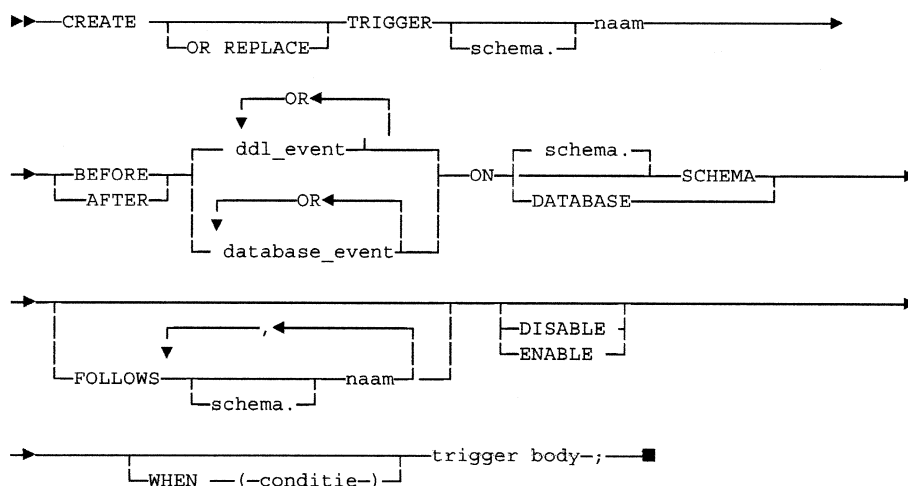 CREATE TRIGGER naam
OR REPLACE schema.
OR
ddl_event schema.
BEFORE ON SCHEMA
AFTER OR DATABASE
database_event
,
DISABLE
FOLLOWS naam ENABLE
schema.
trigger body ;
WHEN (conditie)